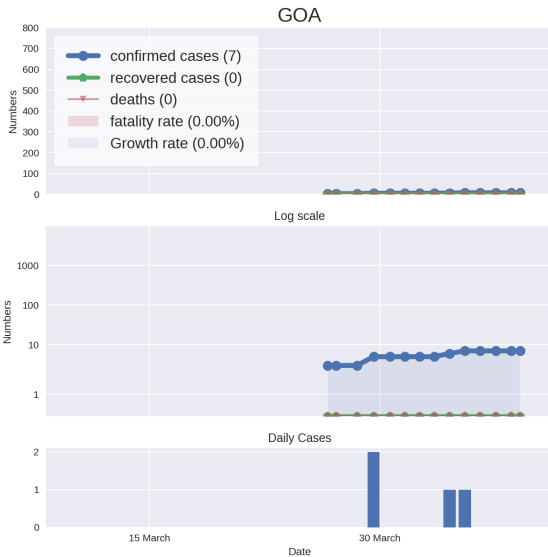 GOA
800
700
600
500
400
300
200
100
0
Numbers
confirmed cases (7)
recovered cases (0)
deaths (0)
fatality rate (0.00%)
Growth rate (0.00%)
Log scale
1000
100
10
1
Numbers
Daily Cases
2
1
0
15 March
30 March
Date